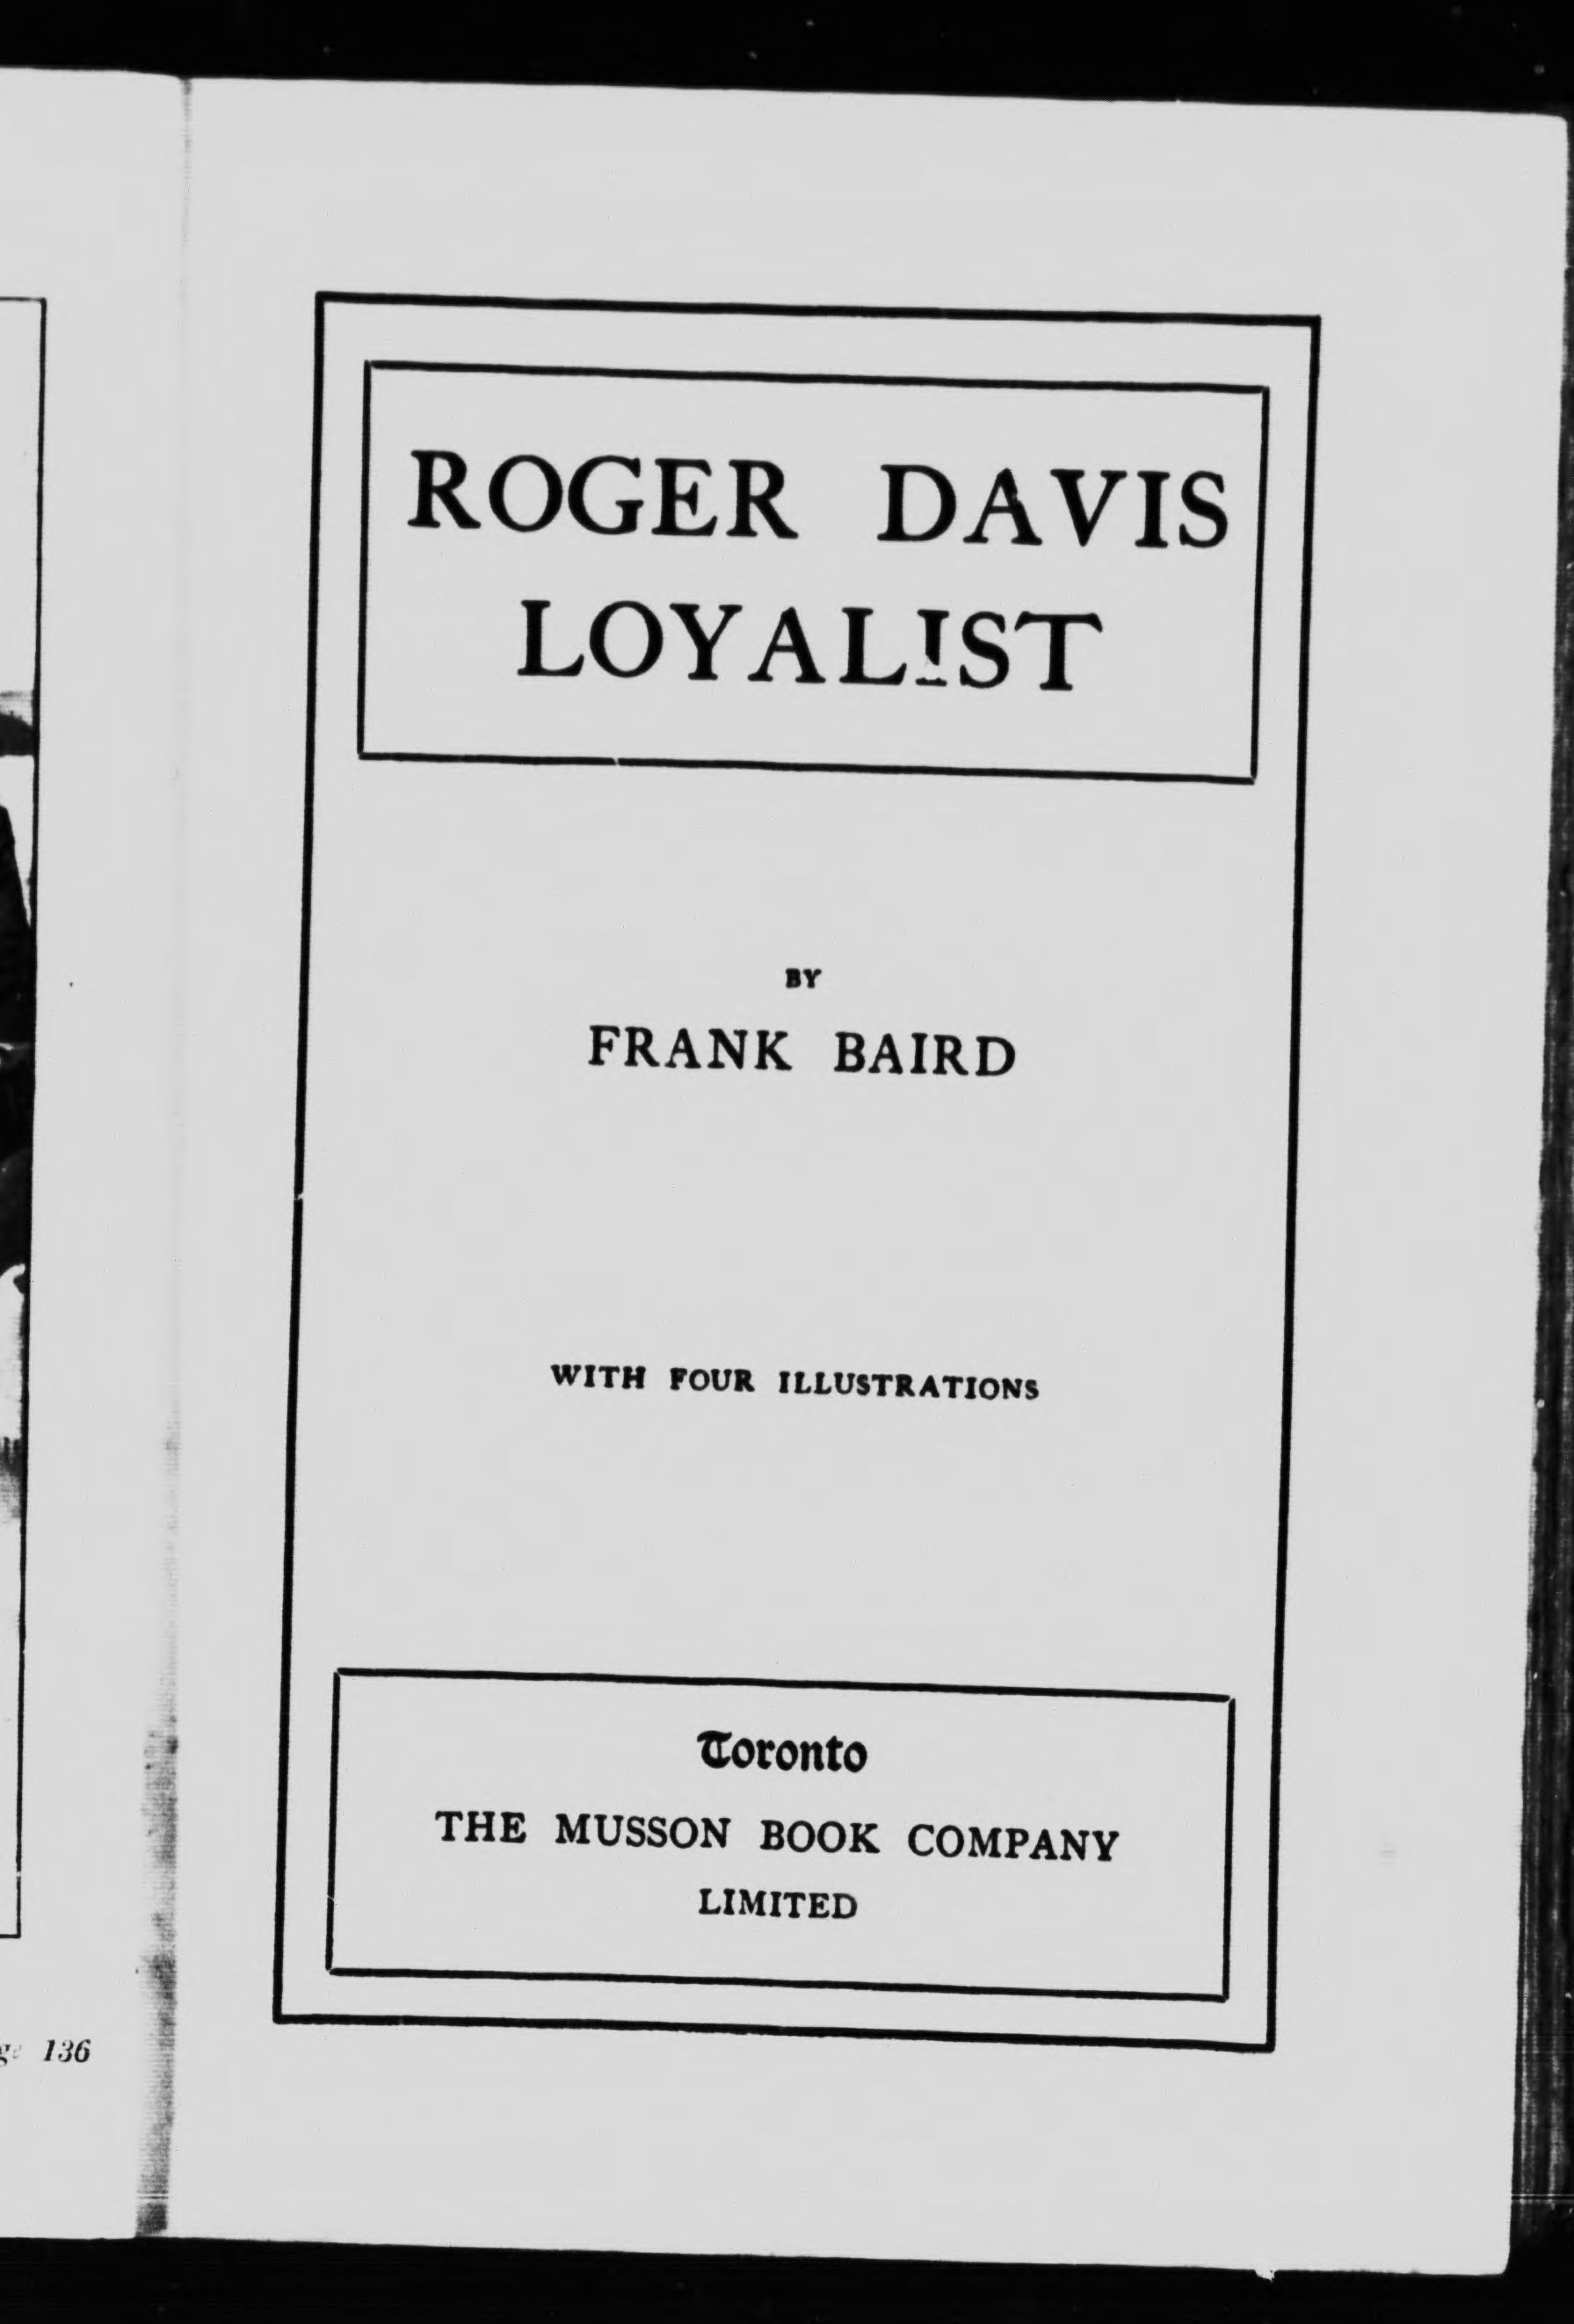 ROGER DAVIS
LOYALIST
BY
FRANK BAIRD
WITH FOUR ILLUSTRATIONS
Toronto
THE MUSSON BOOK COMPANY
LIMITED
136